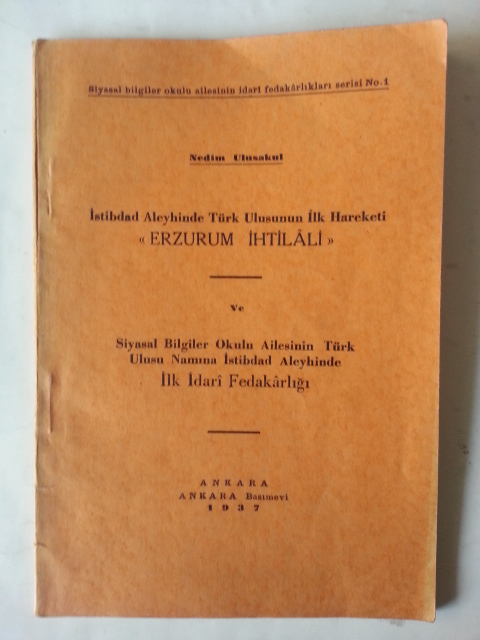 Siyasal bilgiler okulu ailesinin idarî fedakârlıkları serisi No. 1
Nedim Ulusakul
İstibdad Aleyhinde Türk Ulusunun İlk Hareketi
« ERZURUM İHTİLÂLİ »
Ve
Siyasal Bilgiler Okulu Ailesinin Türk
Ulusu Namına İstibdad Aleyhinde
İlk İdarî Fedakârlığı
ANKARA
ANKARA Basımevi
1937